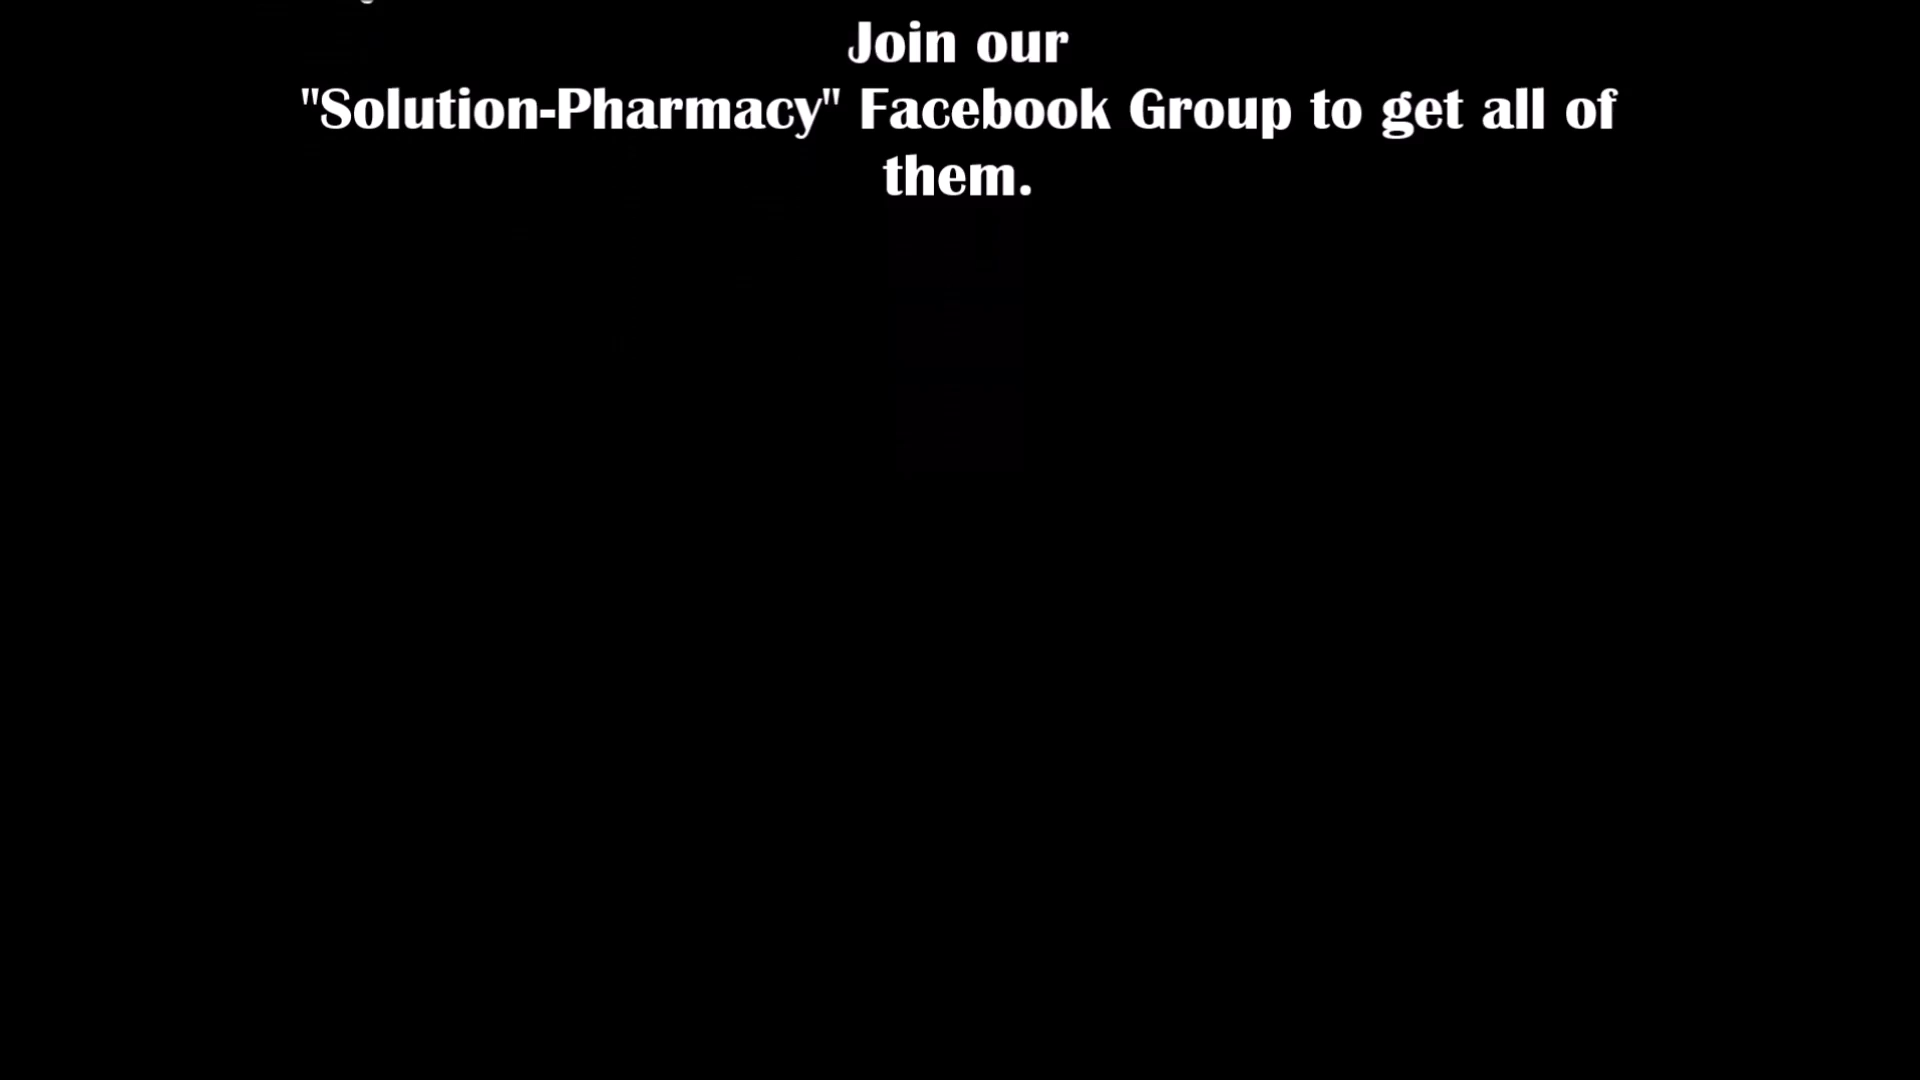 Join our
"Solution-Pharmacy" Facebook Group to get all of
them.